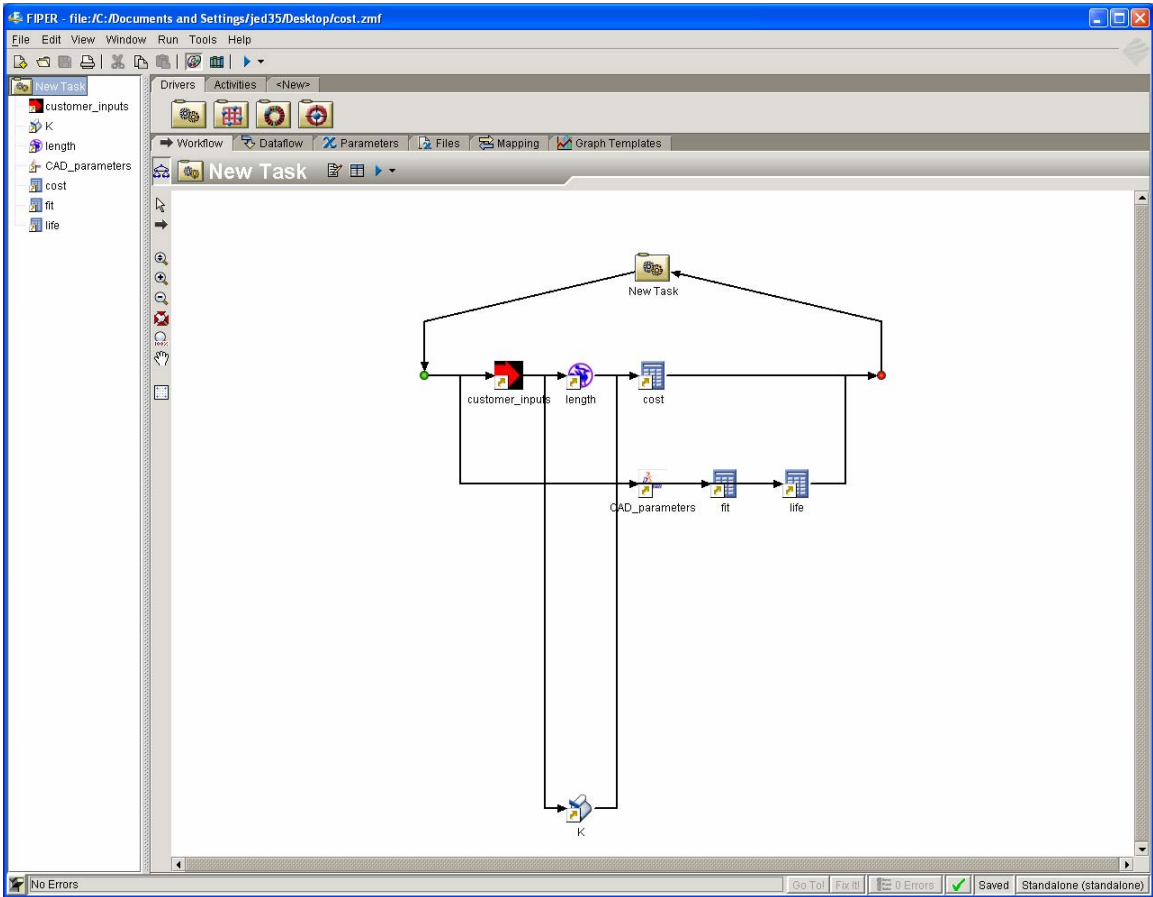 FIPER - file:/C:/Documents and Settings/jed35/Desktop/cost.zmf
File Edit View Window Run Tools Help
New Task
customer_inputs
K
length
CAD_parameters
cost
fit
life
Drivers Activities <New>
Workflow Dataflow Parameters Files Mapping Graph Templates
New Task
100%
New Task
customer_inputs length cost
CAD_parameters fit life
K
No Errors Go To! Fix It! 0 Errors Saved Standalone (standalone)